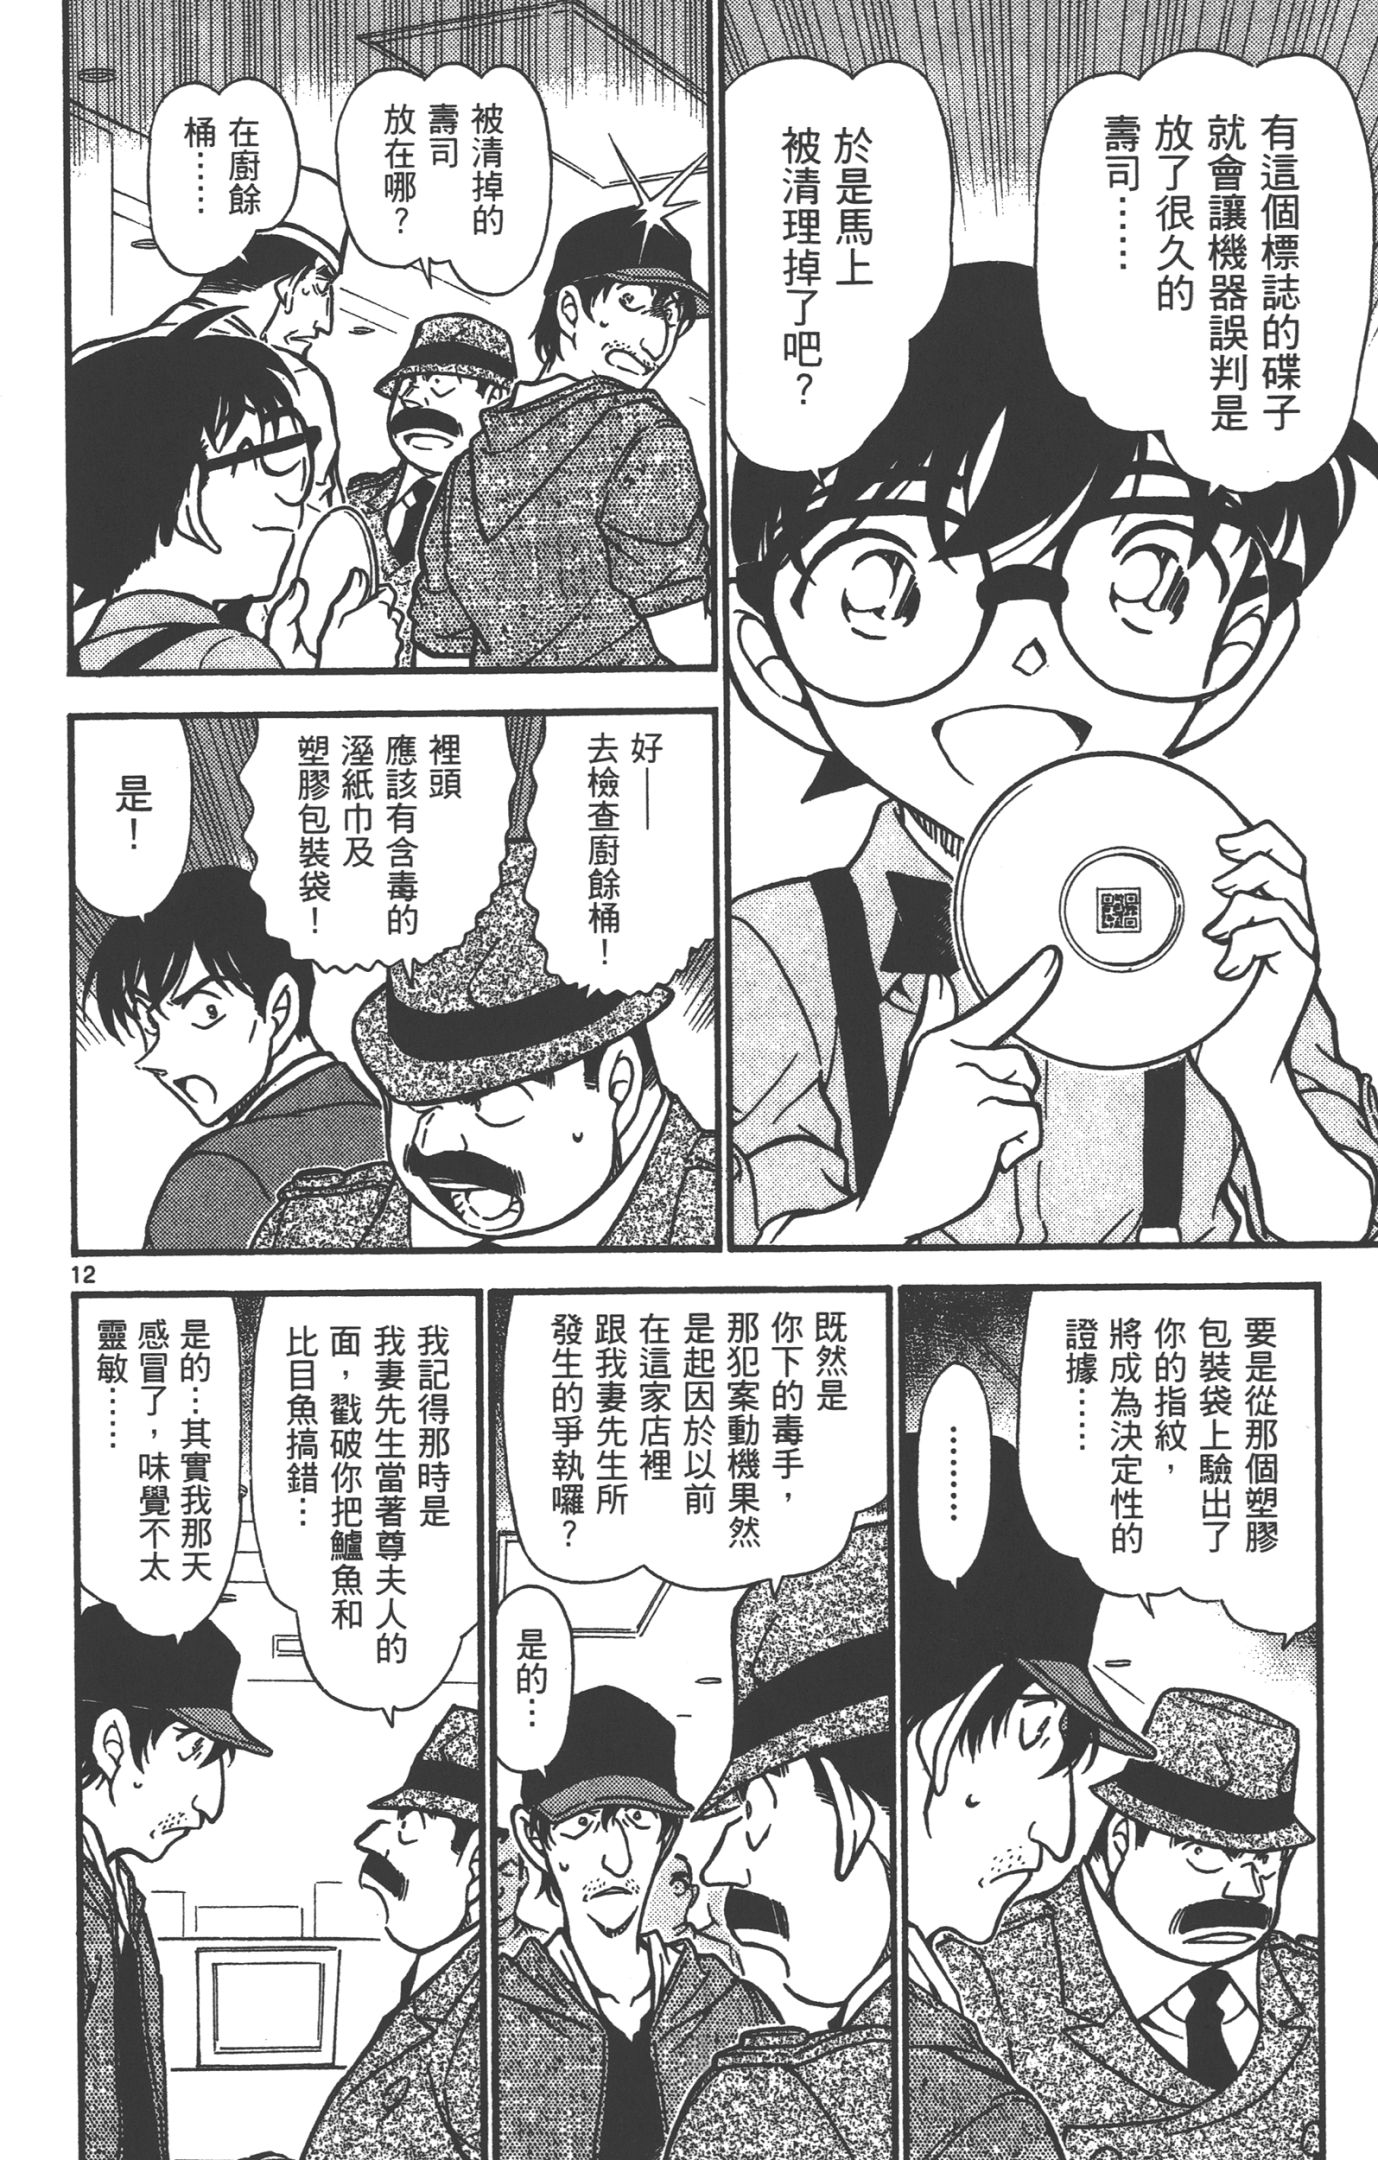 有這個標誌的碟子
就會讓機器誤判是
放了很久的
壽司……
於是馬上
被清理掉了吧？
被清掉的
壽司
放在哪？
在廚餘
桶……
好——
去檢查廚餘桶！
裡頭
應該有含毒的
溼紙巾及
塑膠包裝袋！
是！
12
要是從那個塑膠
包裝袋上驗出了
你的指紋，
將成為決定性的
證據……
………
既然是
你下的毒手，
那犯案動機果然
是起因於以前
在這家店裡
跟我妻先生所
發生的爭執囉？
是的…
我記得那時是
我妻先生當著尊夫人的
面，戳破你把鱸魚和
比目魚搞錯…
是的…其實我那天
感冒了，味覺不太
靈敏……